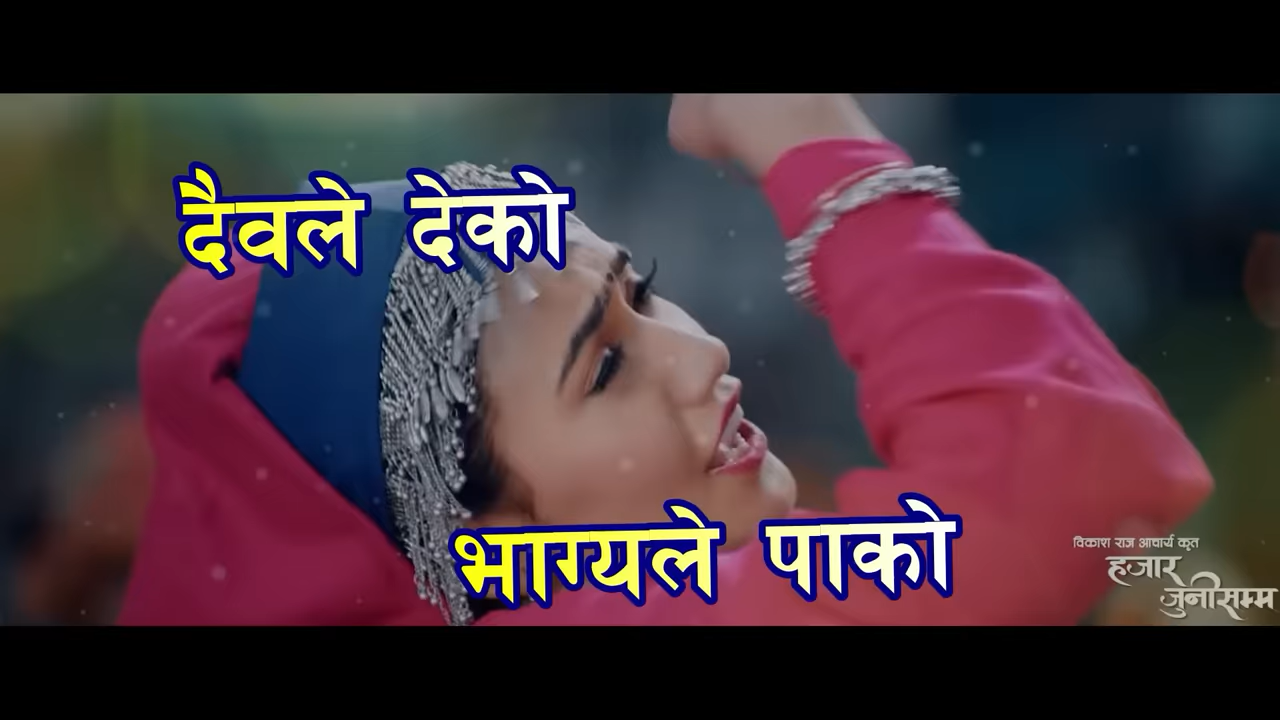 दैवले देको
भाग्यले पाको
विकाश राज आचार्य कृत
हजार
जुनीसम्म